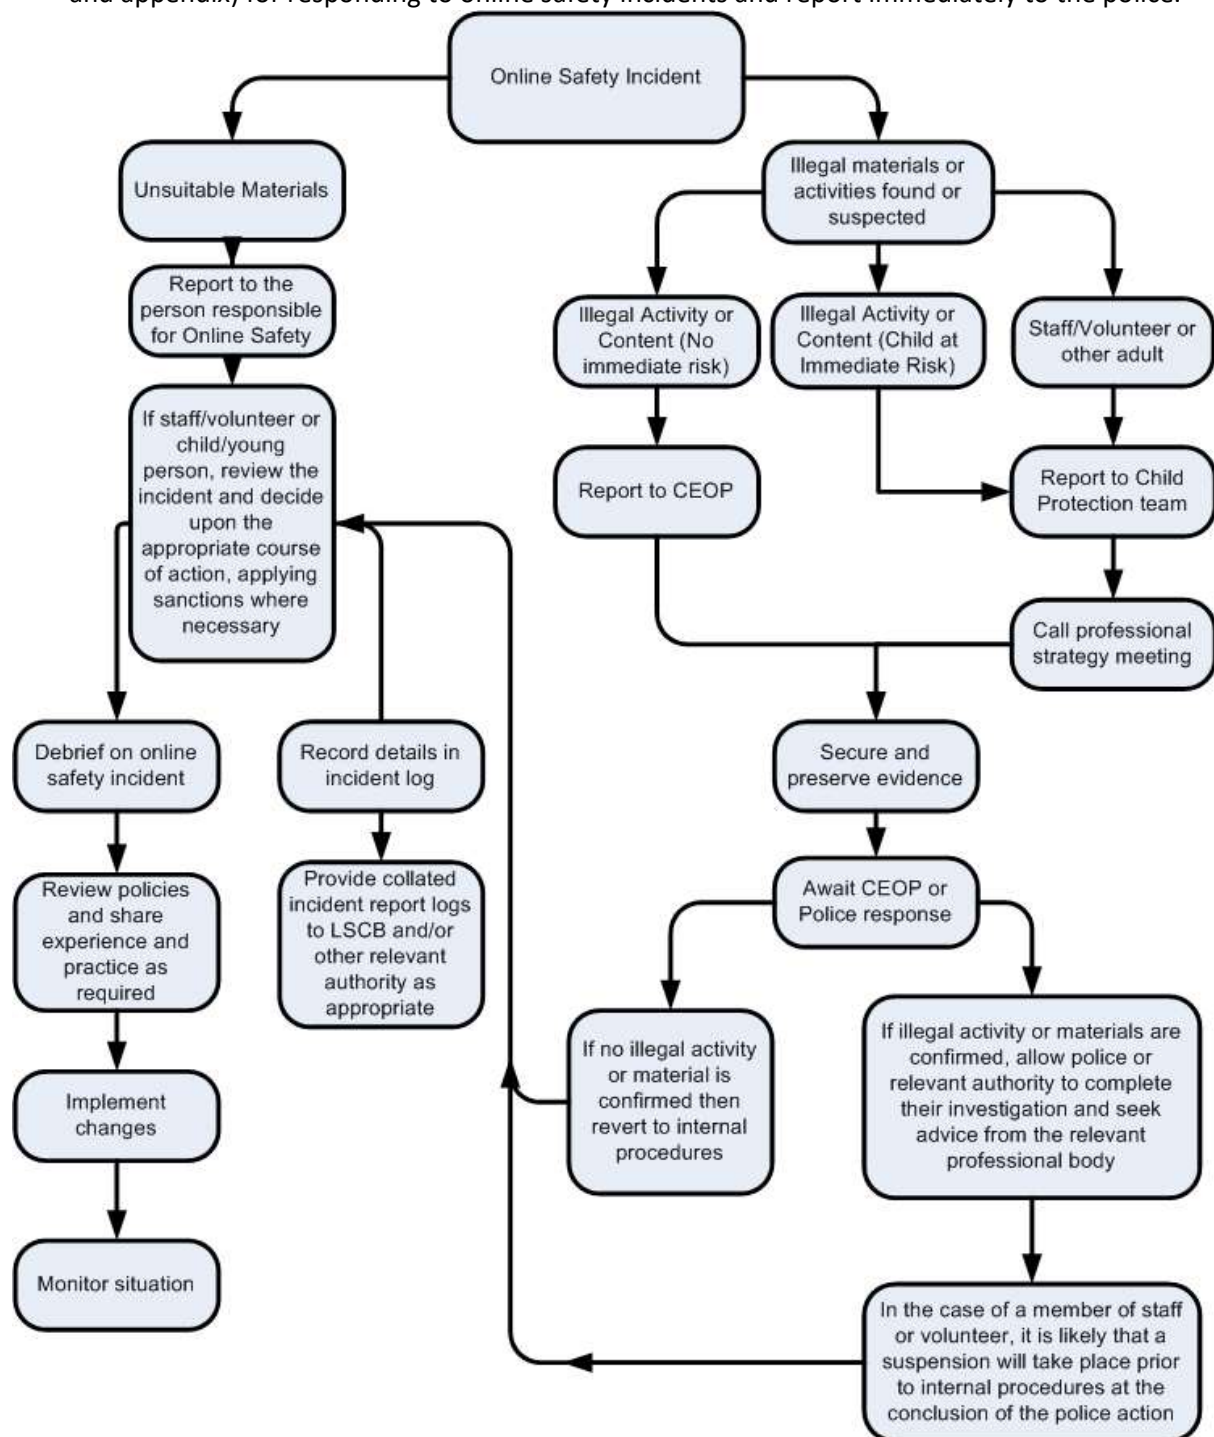 and appendix) for responding to online safety incidents and report immediately to the police.
Online Safety Incident
Unsuitable Materials
Report to the
person responsible
for Online Safety
If staff/volunteer or
child/young
person, review the
incident and decide
upon the
appropriate course
of action, applying
sanctions where
necessary
Debrief on online
safety incident
Review policies
and share
experience and
practice as
required
Implement
changes
Monitor situation
Record details in
incident log
Provide collated
incident report logs
to LSCB and/or
other relevant
authority as
appropriate
Illegal materials or
activities found or
suspected
Illegal Activity or
Content (No
immediate risk)
Illegal Activity or
Content (Child at
Immediate Risk)
Staff/Volunteer or
other adult
Report to CEOP
Report to Child
Protection team
Call professional
strategy meeting
Secure and
preserve evidence
Await CEOP or
Police response
If no illegal activity
or material is
confirmed then
revert to internal
procedures
If illegal activity or materials are
confirmed, allow police or
relevant authority to complete
their investigation and seek
advice from the relevant
professional body
In the case of a member of staff
or volunteer, it is likely that a
suspension will take place prior
to internal procedures at the
conclusion of the police action